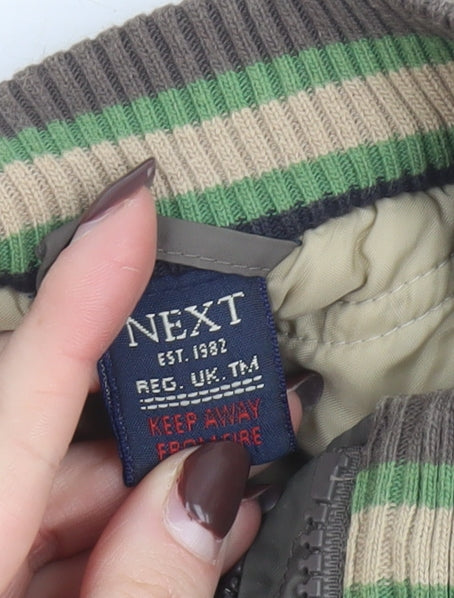 NEXT
EST. 1982
REG. UK. TM
KEEP AWAY
FROM FIRE